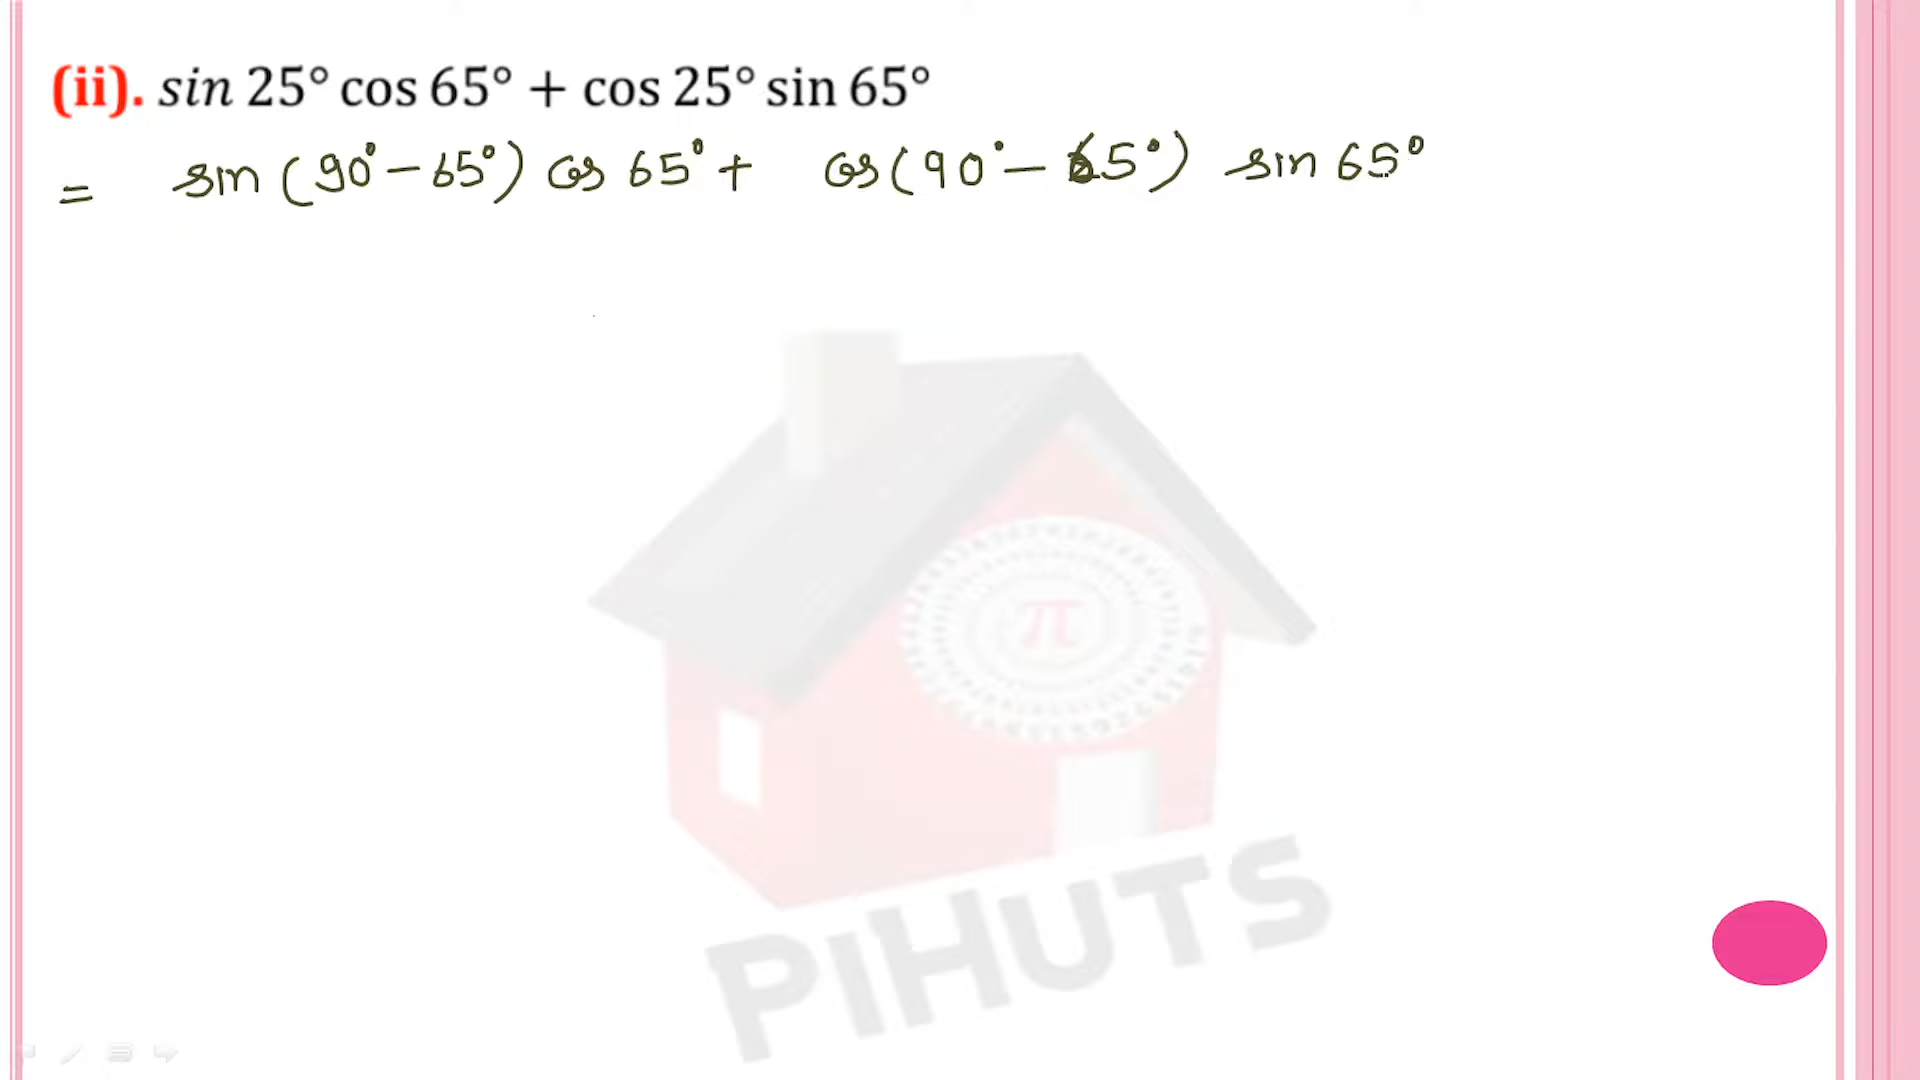 (ii). sin 25° cos 65° + cos 25° sin 65°
= sin (90° - 65°) cos 65° + cos (90° - 65°) sin 65°
π
PiHUTS